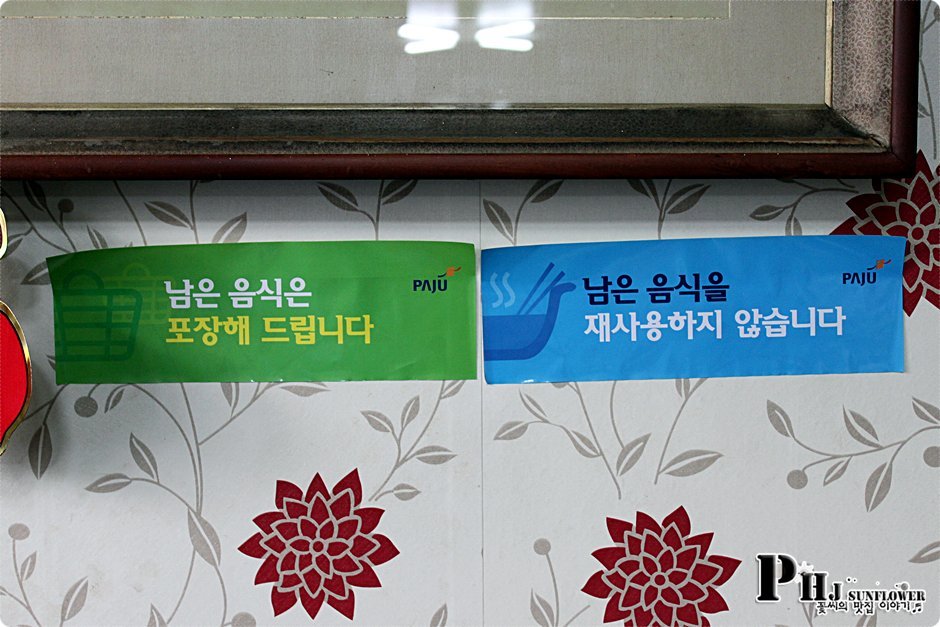 남은 음식은
포장해 드립니다
PAJU
남은 음식을
재사용하지 않습니다
PAJU
PHJ SUNFLOWER
꽃씨의 맛집 이야기♬